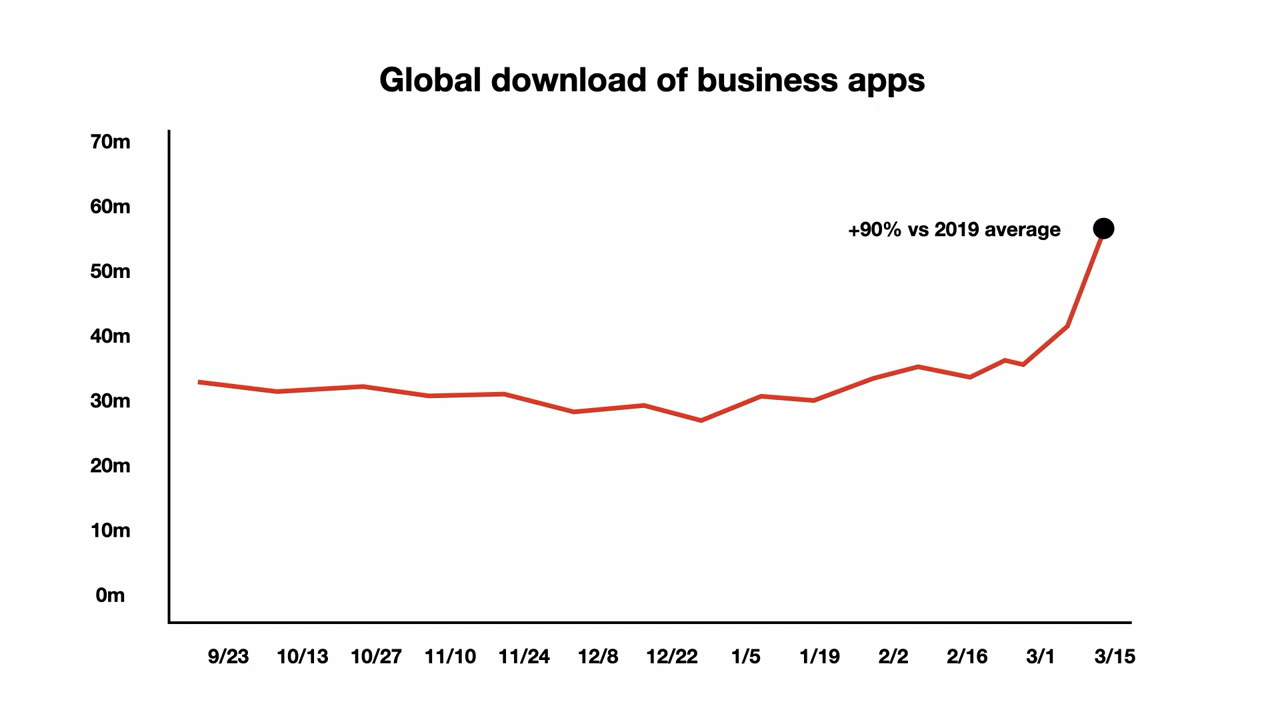 Global download of business apps
70m
60m
+90% vs 2019 average
50m
40m
30m
20m
10m
0m
9/23 10/13 10/27 11/10 11/24 12/8 12/22 1/5 1/19 2/2 2/16 3/1 3/15